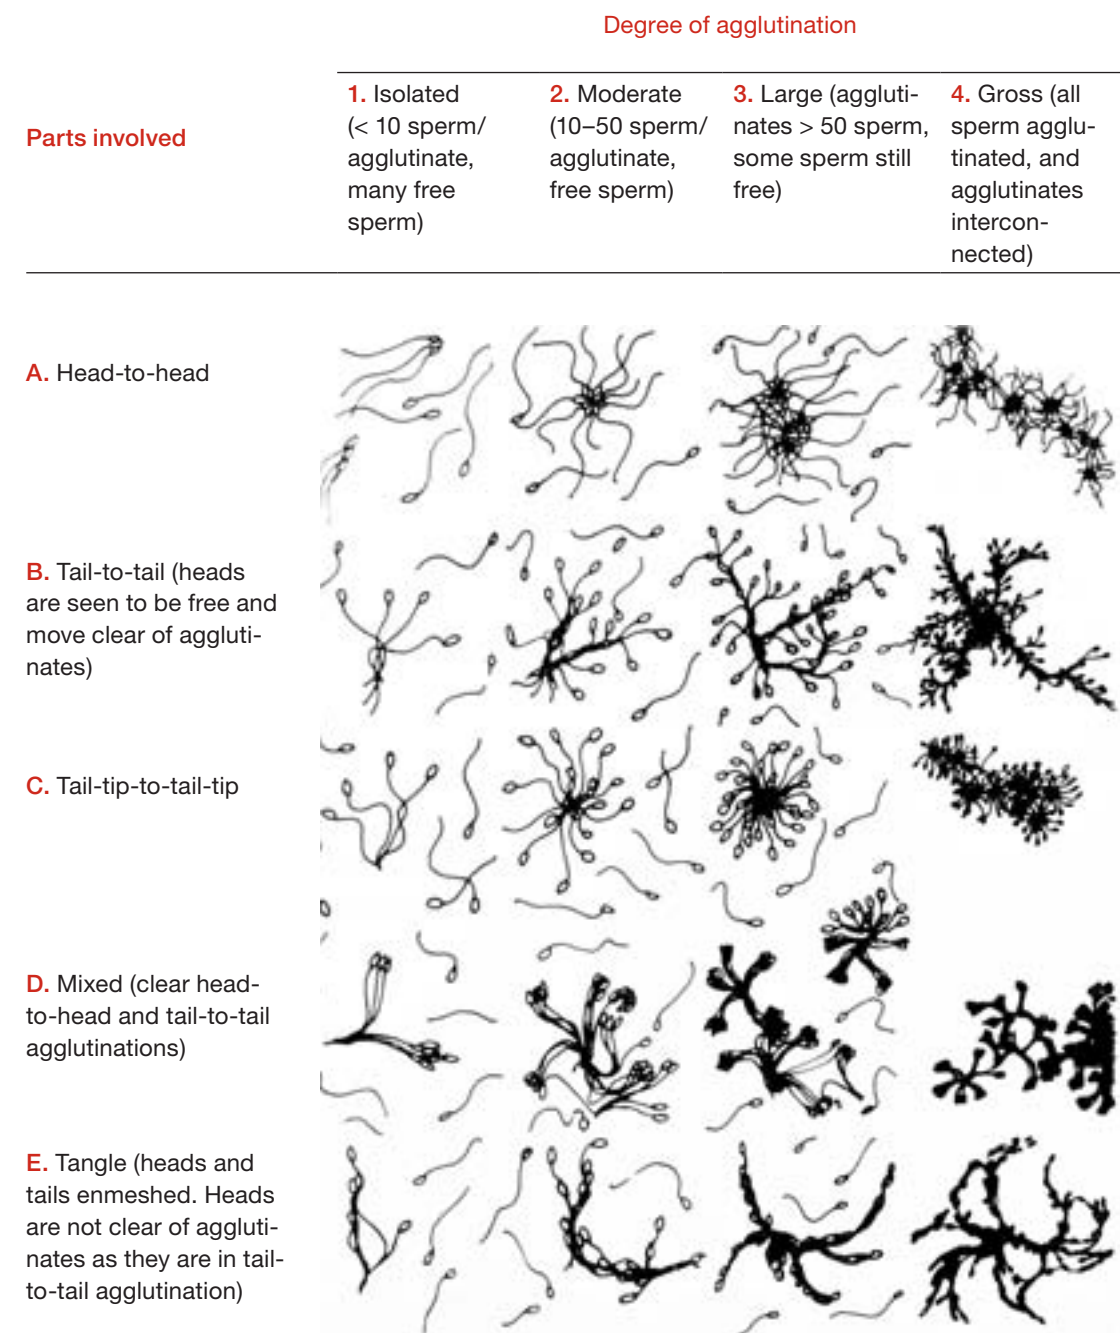 Degree of agglutination
Parts involved
1. Isolated
(< 10 sperm/
agglutinate,
many free
sperm)
2. Moderate
(10–50 sperm/
agglutinate,
free sperm)
3. Large (aggluti-
nates > 50 sperm,
some sperm still
free)
4. Gross (all
sperm agglu-
tinated, and
agglutinates
intercon-
nected)
A. Head-to-head
B. Tail-to-tail (heads
are seen to be free and
move clear of aggluti-
nates)
C. Tail-tip-to-tail-tip
D. Mixed (clear head-
to-head and tail-to-tail
agglutinations)
E. Tangle (heads and
tails enmeshed. Heads
are not clear of aggluti-
nates as they are in tail-
to-tail agglutination)